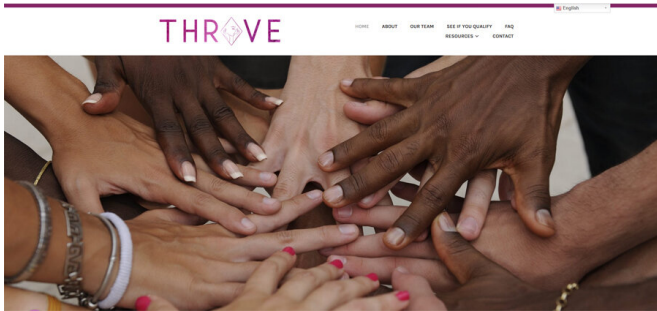 English
THRIVE
HOME ABOUT OUR TEAM SEE IF YOU QUALIFY FAQ
RESOURCES CONTACT